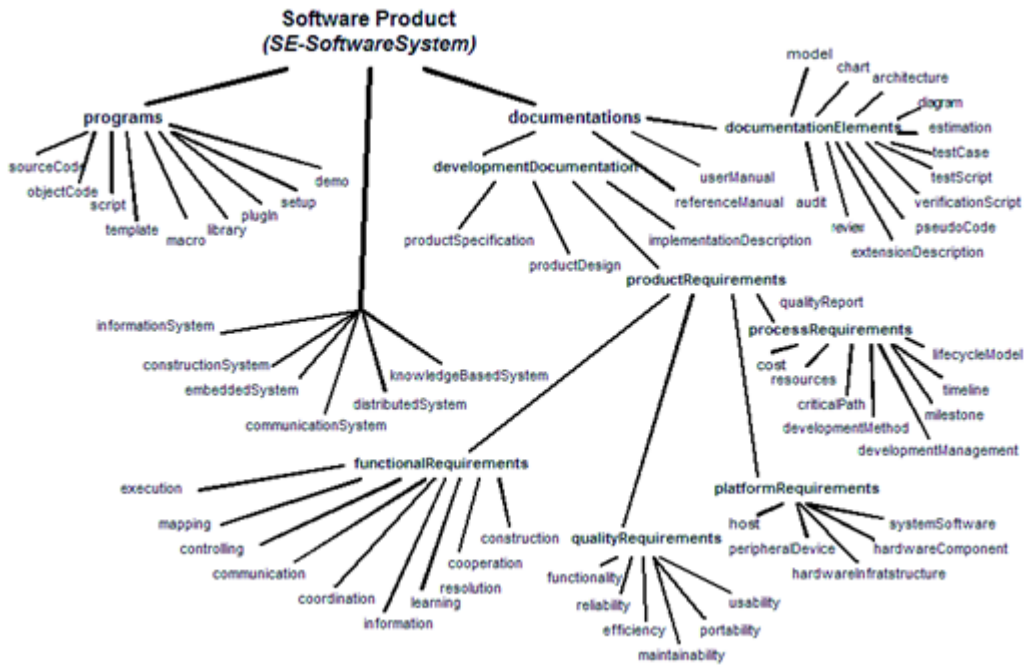 Software Product
(SE-SoftwareSystem)
programs
sourceCode
objectCode
script
template
macro
library
plugIn
setup
demo
documentations
developmentDocumentation
productSpecification
productDesign
userManual
referenceManual
implementationDescription
documentationElements
model
chart
architecture
diagram
estimation
testCase
testScript
verificationScript
pseudoCode
extensionDescription
review
audit
informationSystem
constructionSystem
embeddedSystem
communicationSystem
distributedSystem
knowledgeBasedSystem
productRequirements
qualityReport
processRequirements
cost
resources
criticalPath
developmentMethod
developmentManagement
milestone
timeline
lifecycleModel
functionalRequirements
execution
mapping
controlling
communication
coordination
information
learning
resolution
cooperation
construction
qualityRequirements
functionality
reliability
efficiency
maintainability
portability
usability
platformRequirements
host
peripheralDevice
hardwareInfratstructure
hardwareComponent
systemSoftware